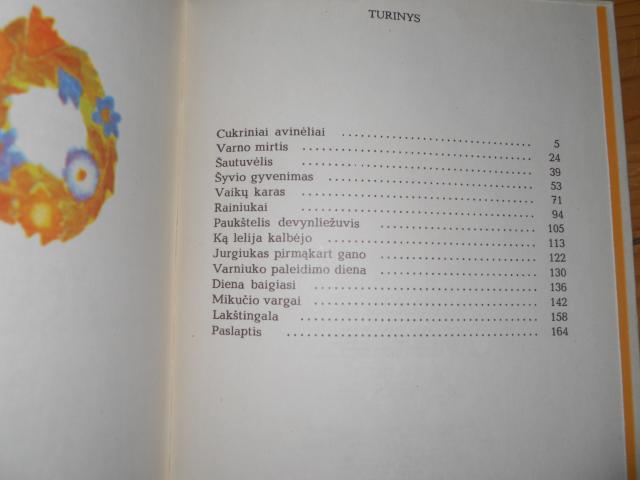 TURINYS
Cukriniai avinėliai . . . . . . . . . . . . . . . . . . . . . . . . . . . . . . 5
Varno mirtis . . . . . . . . . . . . . . . . . . . . . . . . . . . . . . . . . . . . 24
Šautuvėlis . . . . . . . . . . . . . . . . . . . . . . . . . . . . . . . . . . . . 39
Šyvio gyvenimas . . . . . . . . . . . . . . . . . . . . . . . . . . . . . . . . 53
Vaikų karas . . . . . . . . . . . . . . . . . . . . . . . . . . . . . . . . . . . . 71
Rainiukai . . . . . . . . . . . . . . . . . . . . . . . . . . . . . . . . . . . . . . 94
Paukštelis devynliežuvis . . . . . . . . . . . . . . . . . . . . . . . . . . . . 105
Ką lelija kalbėjo . . . . . . . . . . . . . . . . . . . . . . . . . . . . . . . . . 113
Jurgiukas pirmąkart gano . . . . . . . . . . . . . . . . . . . . . . . . . . . 122
Varniuko paleidimo diena . . . . . . . . . . . . . . . . . . . . . . . . . . . 130
Diena baigiasi . . . . . . . . . . . . . . . . . . . . . . . . . . . . . . . . . . . 136
Mikučio vargai . . . . . . . . . . . . . . . . . . . . . . . . . . . . . . . . . . . 142
Lakštingala . . . . . . . . . . . . . . . . . . . . . . . . . . . . . . . . . . . . . 158
Paslaptis . . . . . . . . . . . . . . . . . . . . . . . . . . . . . . . . . . . . . . . 164